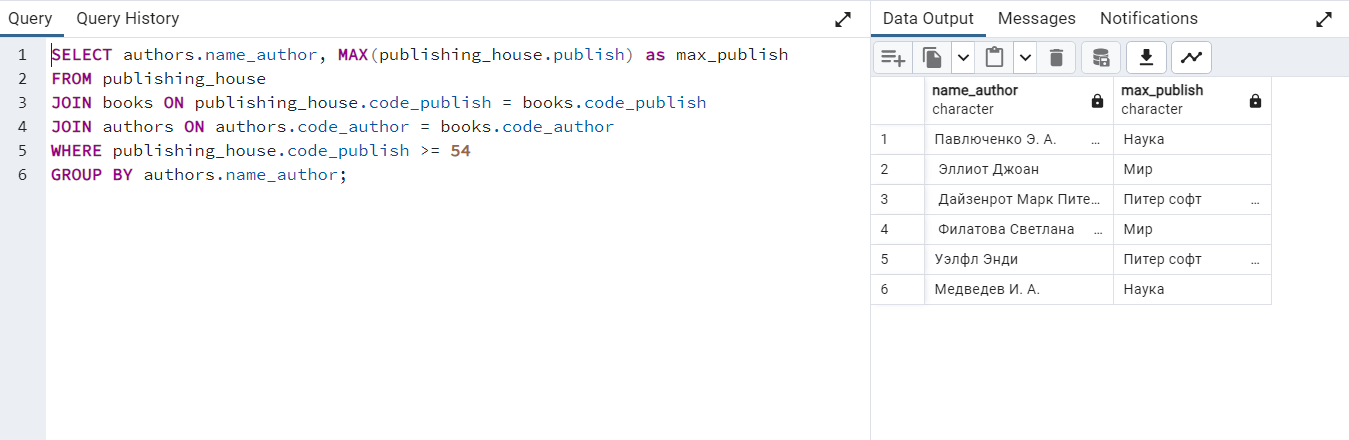 Query Query History
1 SELECT authors.name_author, MAX(publishing_house.publish) as max_publish
2 FROM publishing_house
3 JOIN books ON publishing_house.code_publish = books.code_publish
4 JOIN authors ON authors.code_author = books.code_author
5 WHERE publishing_house.code_publish >= 54
6 GROUP BY authors.name_author;
Data Output Messages Notifications
name_author max_publish
character character
1 Павлюченко Э. А. ... Наука
2 Эллиот Джоан Мир
3 Дайзенрот Марк Пите... Питер софт ...
4 Филатова Светлана ... Мир
5 Уэлфл Энди Питер софт ...
6 Медведев И. А. Наука